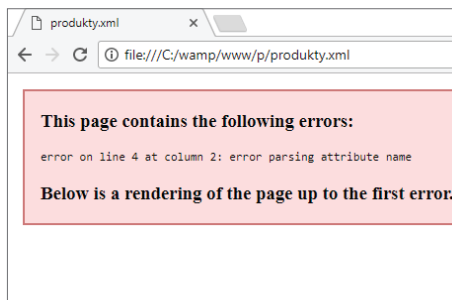 produkty.xml
file:///C:/wamp/www/p/produkty.xml
This page contains the following errors:
error on line 4 at column 2: error parsing attribute name
Below is a rendering of the page up to the first error.